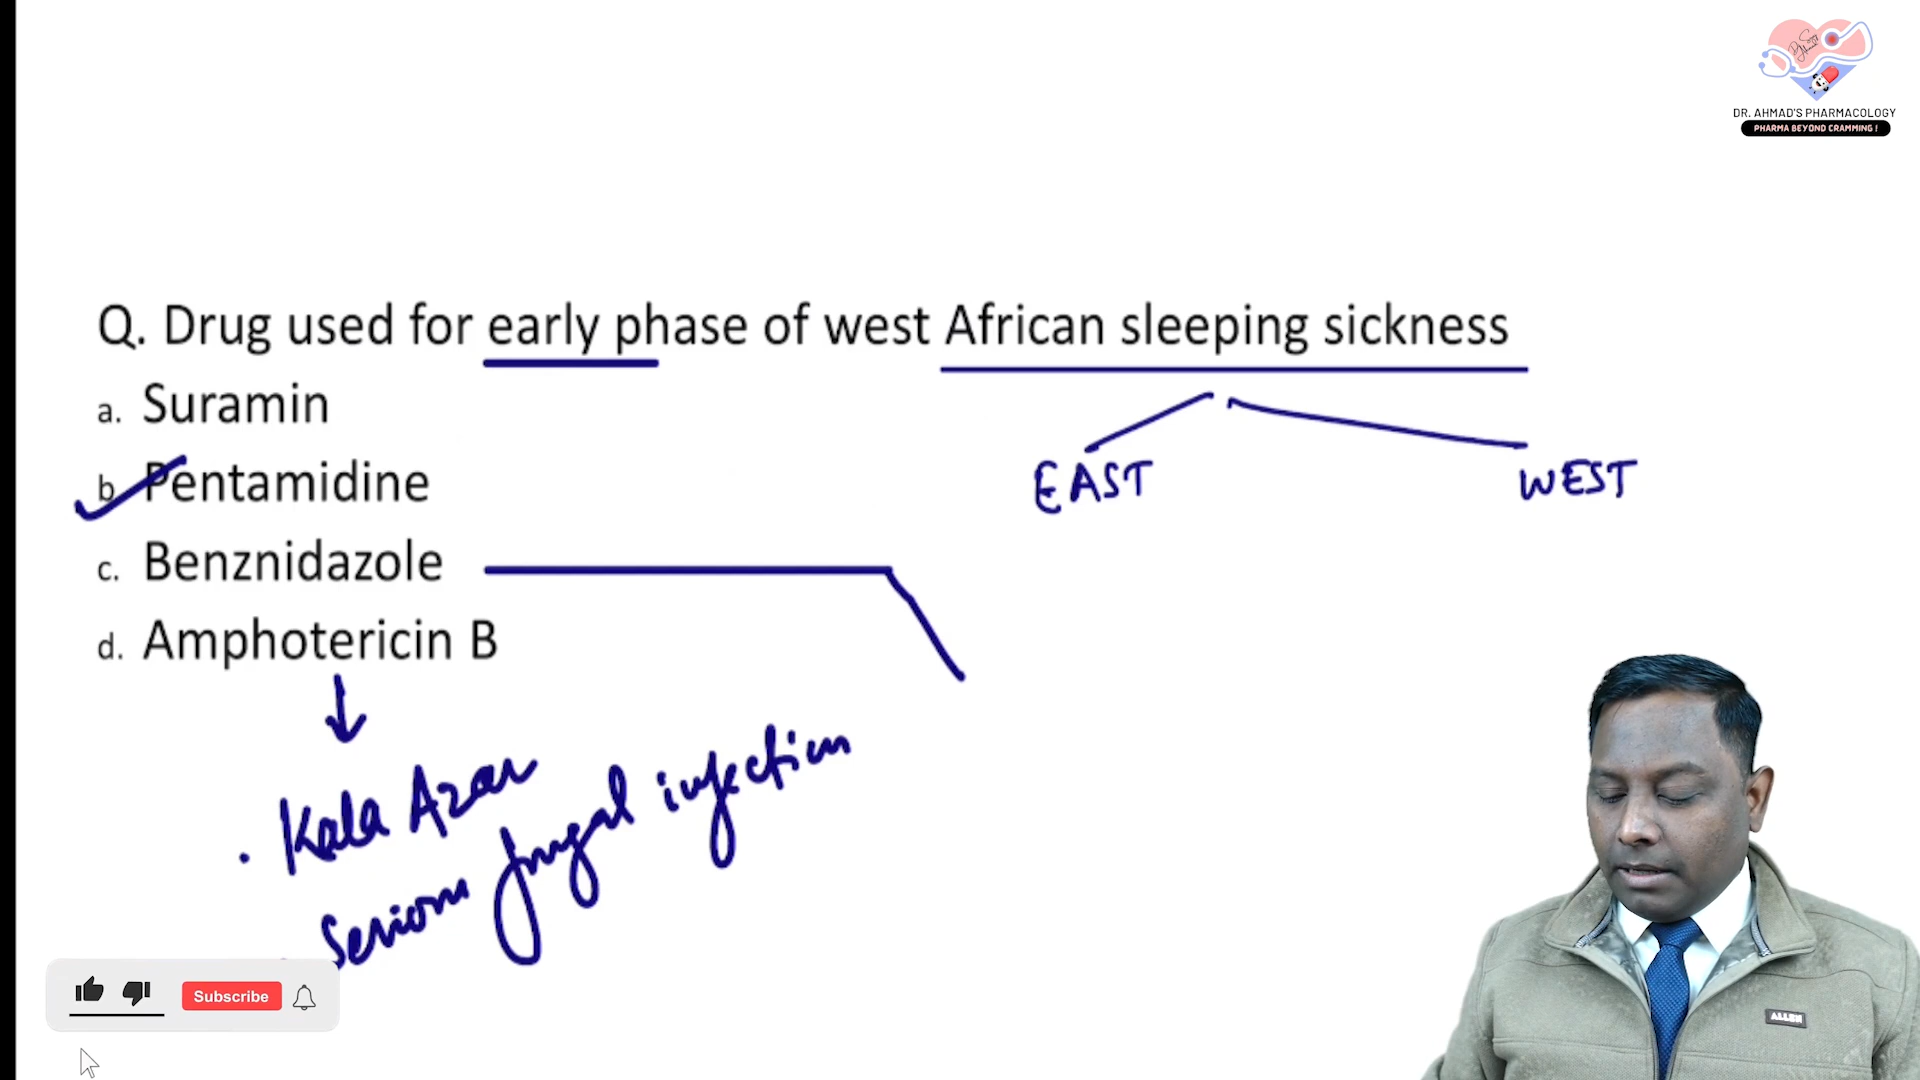 DR. AHMAD'S PHARMACOLOGY
PHARMA BEYOND CRAMMING !
Q. Drug used for early phase of west African sleeping sickness
a. Suramin
b. Pentamidine
c. Benznidazole
d. Amphotericin B
EAST
WEST
Kala Azar
Serious fungal infection
Subscribe
ALLEN